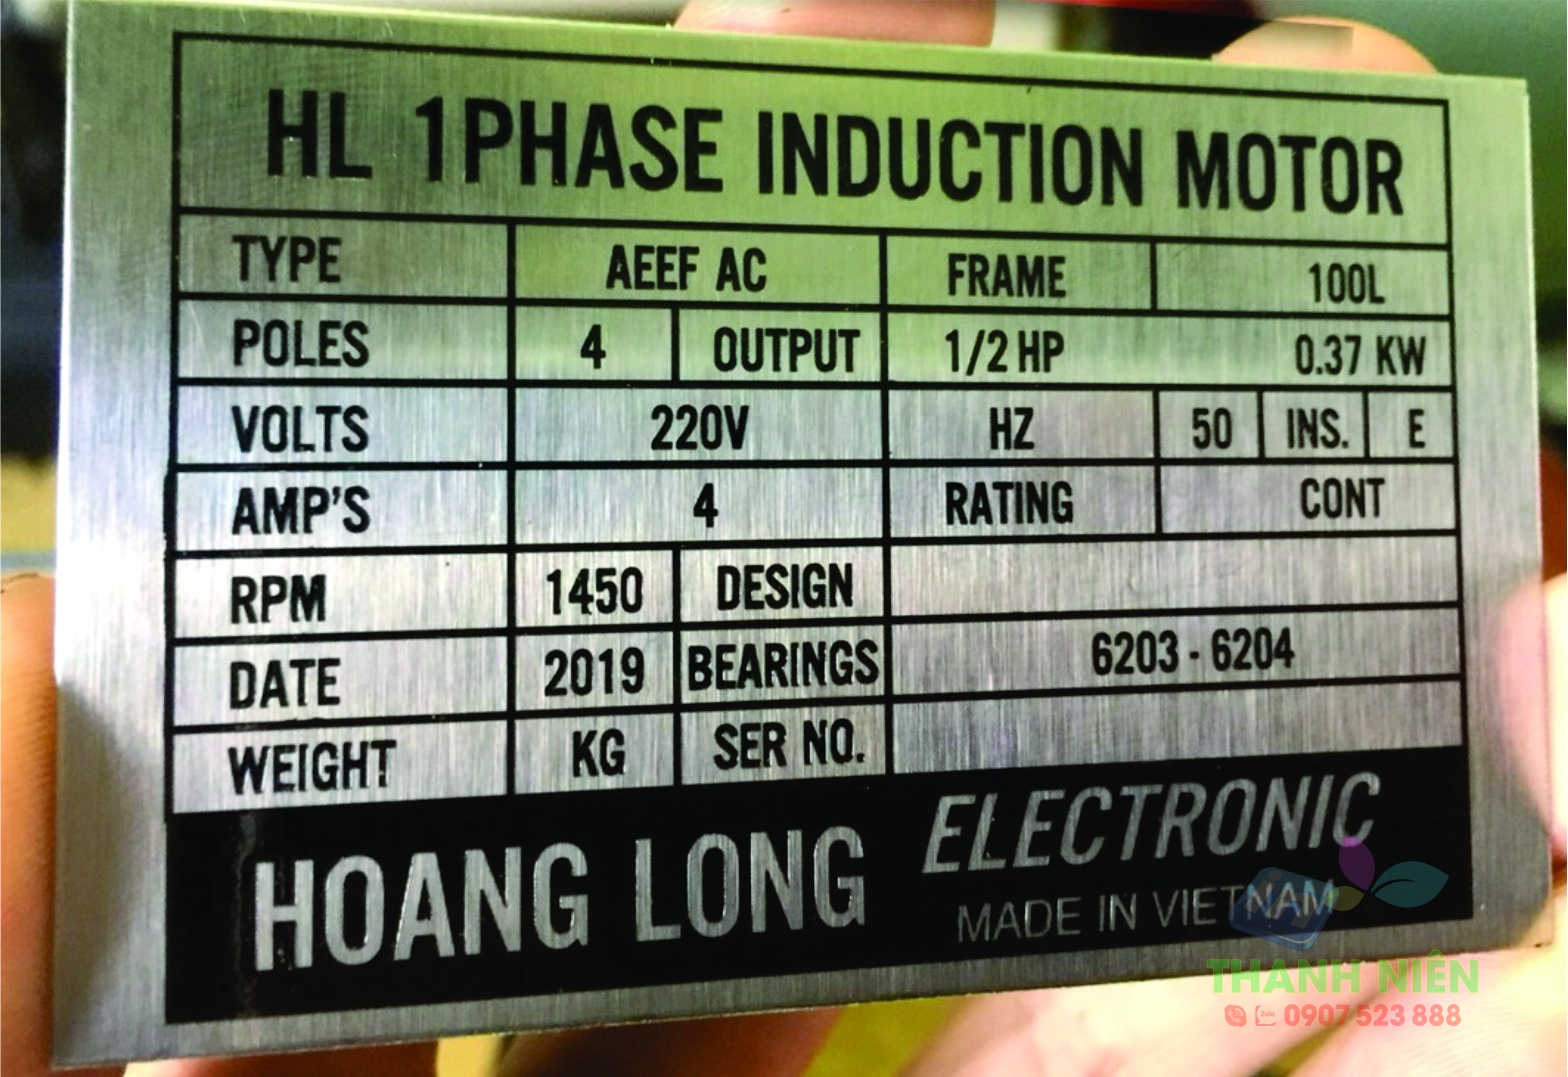 HL 1PHASE INDUCTION MOTOR
TYPE AEEF AC FRAME 100L
POLES 4 OUTPUT 1/2 HP 0.37 KW
VOLTS 220V HZ 50 INS. E
AMP'S 4 RATING CONT
RPM 1450 DESIGN
DATE 2019 BEARINGS 6203 - 6204
WEIGHT KG SER NO.
HOANG LONG ELECTRONIC
MADE IN VIETNAM
THANH NIÊN
Zalo 0907 523 888